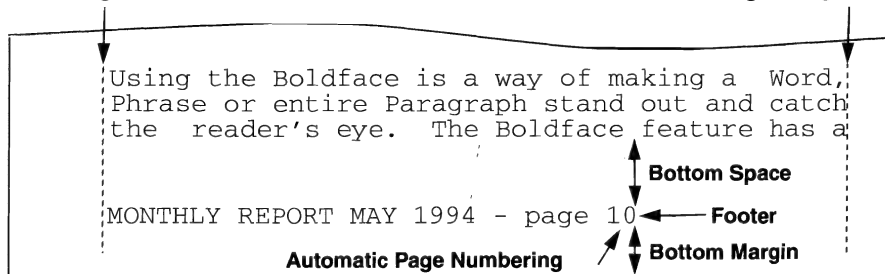 Using the Boldface is a way of making a Word,
Phrase or entire Paragraph stand out and catch
the reader's eye. The Boldface feature has a
Bottom Space
MONTHLY REPORT MAY 1994 - page 10 Footer
Automatic Page Numbering Bottom Margin